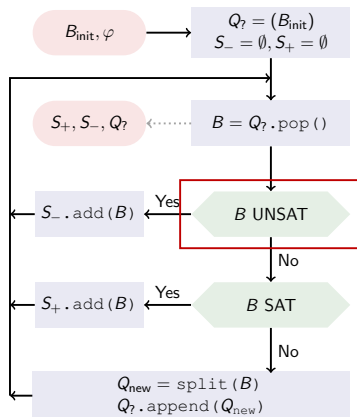 B_init, φ
Q_? = (B_init)
S_− = ∅, S_+ = ∅
S_+, S_−, Q_?
B = Q_?.pop()
S_−.add(B)
Yes
B UNSAT
No
S_+.add(B)
Yes
B SAT
No
Q_new = split(B)
Q_?.append(Q_new)